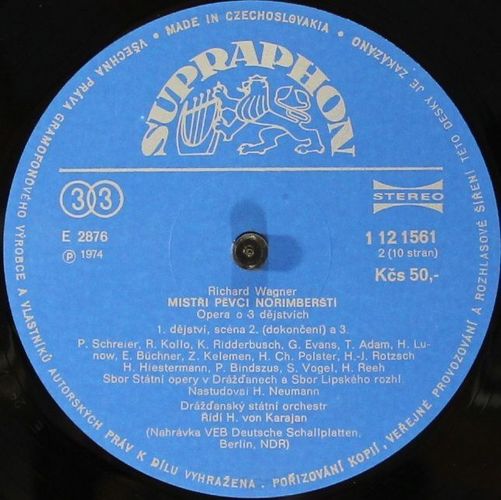 VŠECHNA PRÁVA GRAMOFONOVÉHO VÝROBCE A VLASTNÍKŮ AUTORSKÝCH PRÁV K DÍLU VYHRAŽENA. POŘIZOVÁNÍ KOPIÍ, VEŘEJNÉ PROVOZOVÁNÍ A ROZHLASOVÉ ŠÍŘENÍ TÉTO DESKY JE ZAKÁZÁNO
• MADE IN CZECHOSLOVAKIA •
SUPRAPHON
33
STEREO
E 2876
1 12 1561
Ⓟ 1974
2 (10 stran)
Kčs 50,-
Richard Wagner
MISTŘI PĚVCI NORIMBERŠTÍ
Opera o 3 dějstvích
1. dějství, scéna 2. (dokončení) a 3.
P. Schreier, R. Kollo, K. Ridderbusch, G. Evans, T. Adam, H. Lu-
now, E. Büchner, Z. Kelemen, H. Ch. Polster, H.-J. Rotzsch
H. Hiestermann, P. Bindszus, S. Vogel, H. Reeh
Sbor Státní opery v Drážďanech a Sbor Lipského rozhl.
Nastudoval H. Neumann
Drážďanský státní orchestr
Řídí H. von Karajan
(Nahrávka VEB Deutsche Schallplatten,
Berlin, NDR)